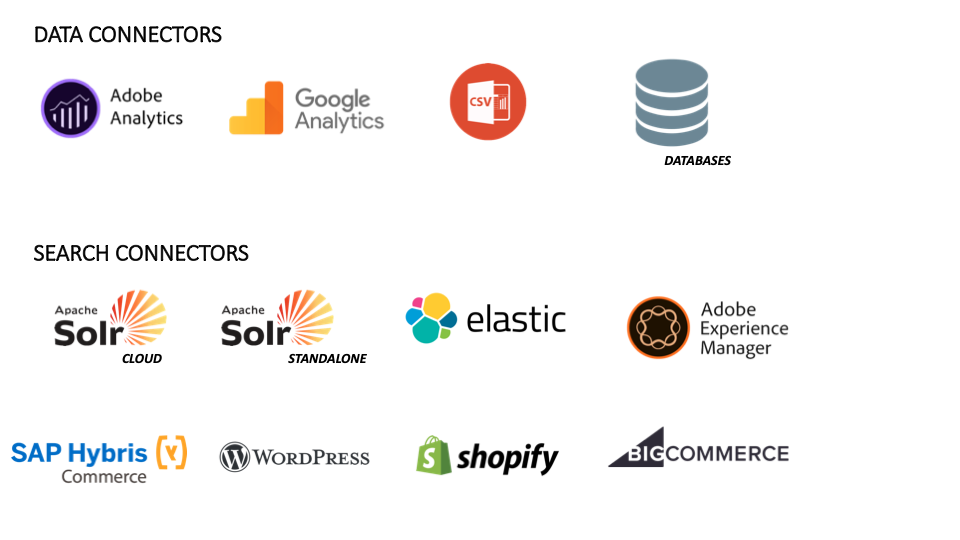 DATA CONNECTORS
Adobe
Analytics
Google
Analytics
CSV
DATABASES
SEARCH CONNECTORS
Apache
Solr
CLOUD
Apache
Solr
STANDALONE
elastic
Adobe
Experience
Manager
SAP Hybris
Commerce
WORDPRESS
shopify
BIGCOMMERCE